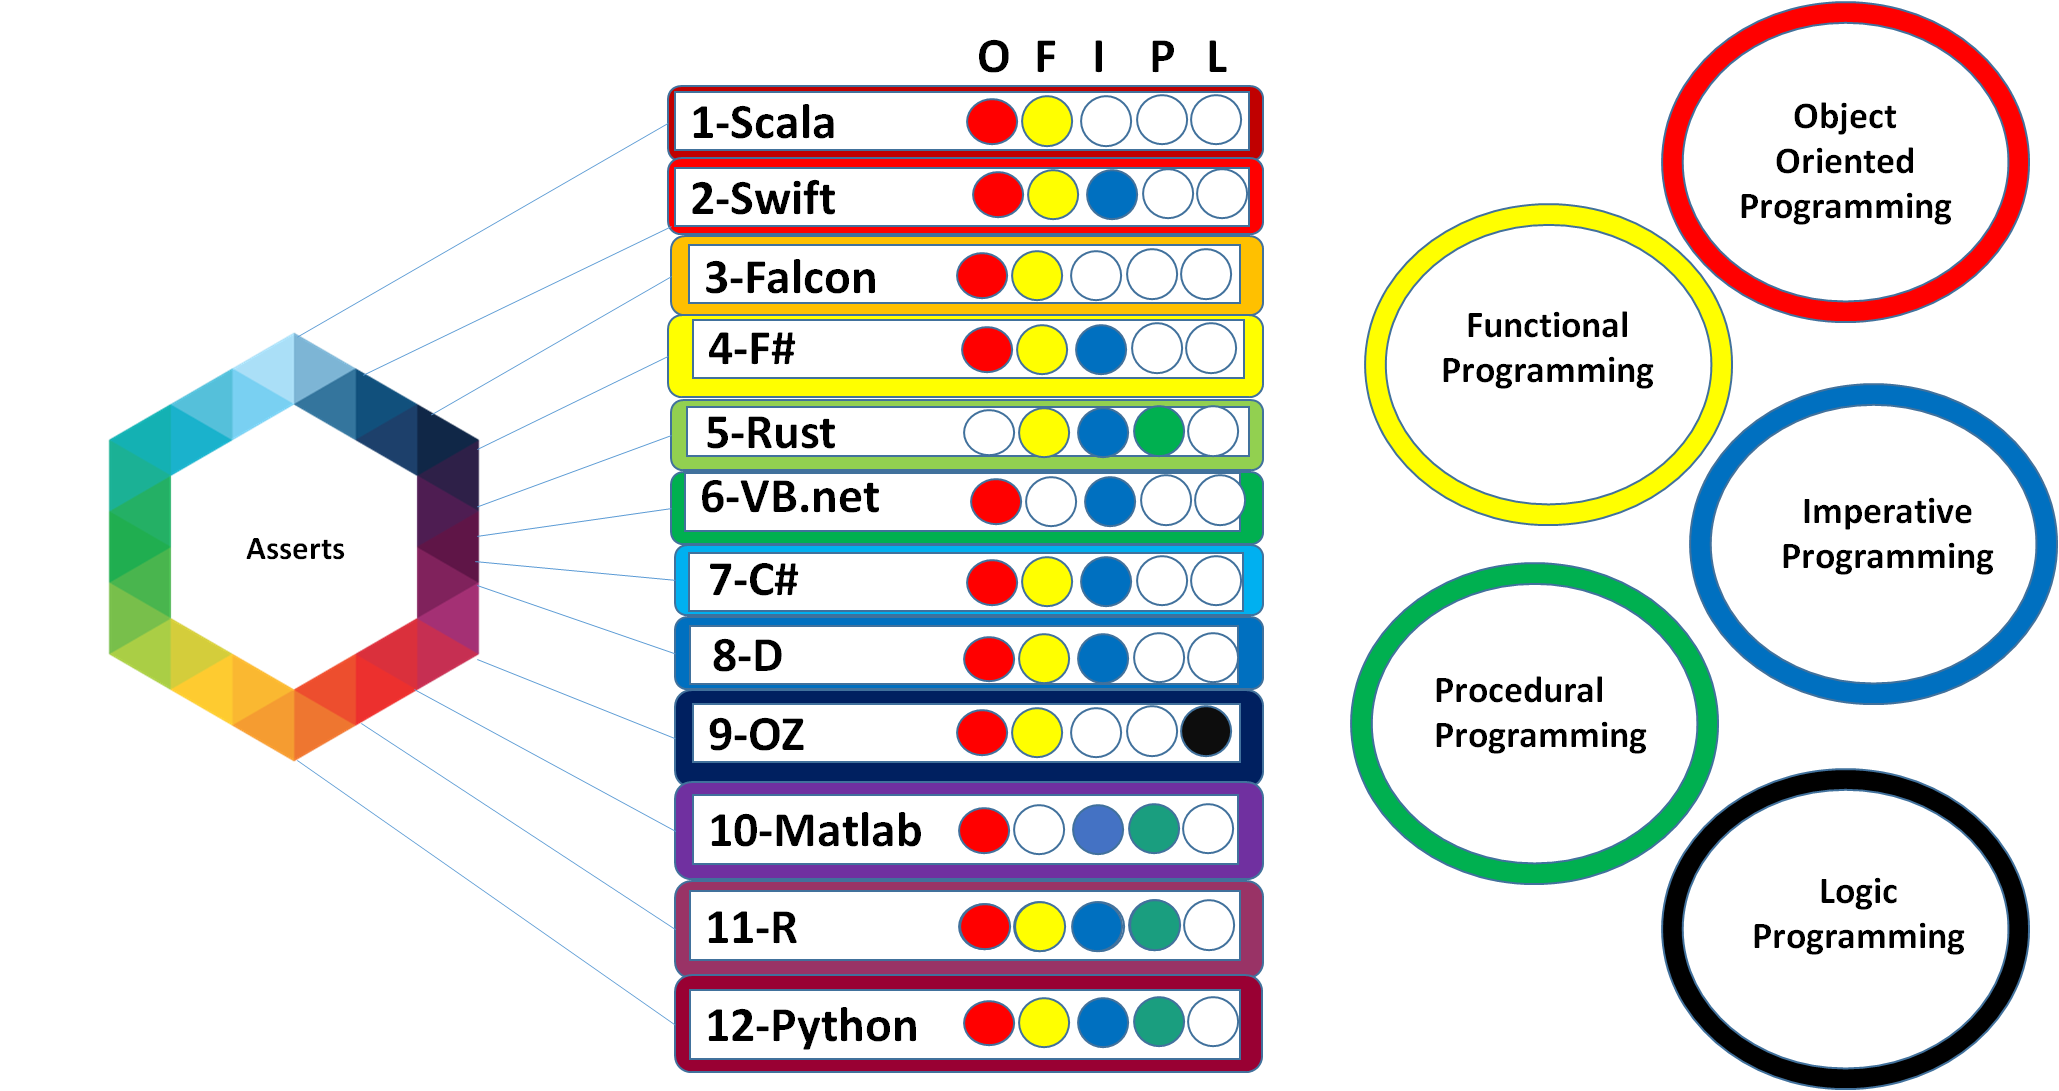 O F I P L
1-Scala
2-Swift
3-Falcon
4-F#
5-Rust
6-VB.net
7-C#
8-D
9-OZ
10-Matlab
11-R
12-Python
Asserts
Object
Oriented
Programming
Functional
Programming
Imperative
Programming
Procedural
Programming
Logic
Programming